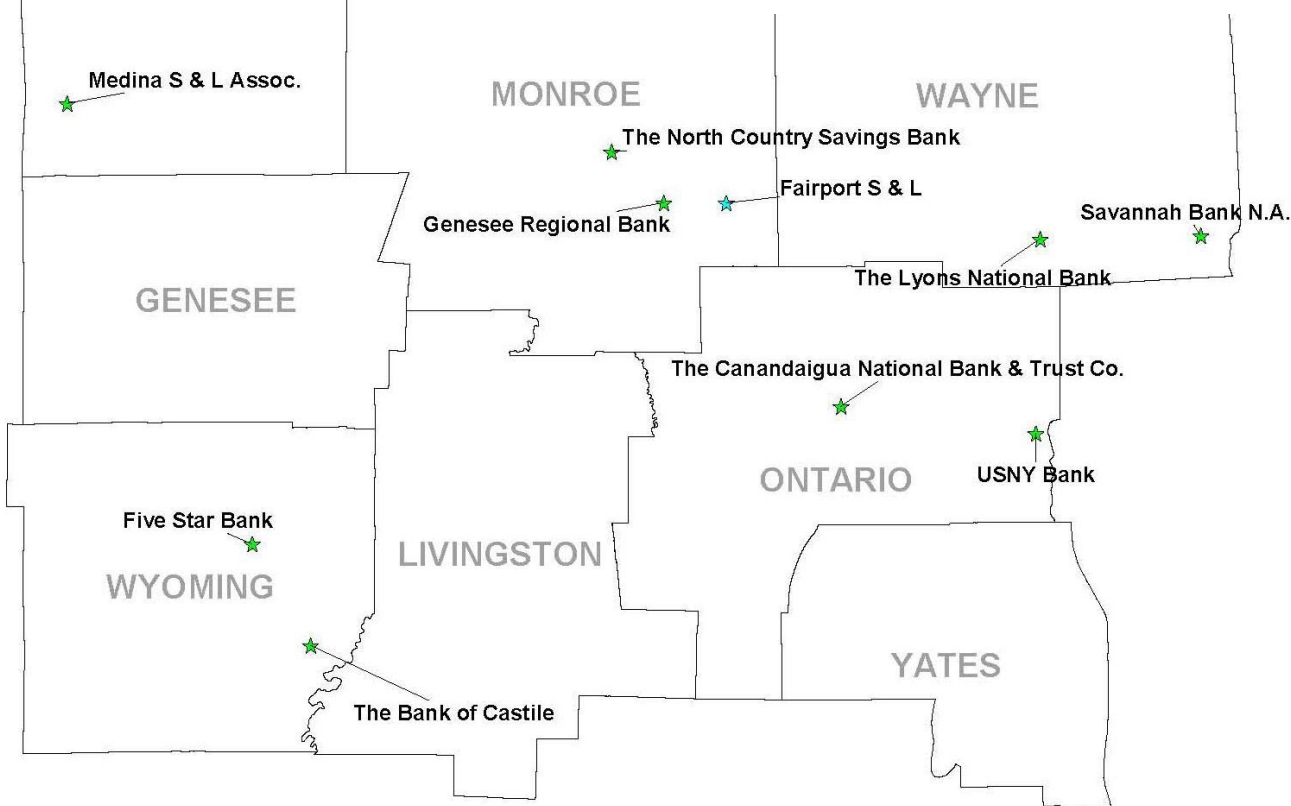 Medina S & L Assoc.
MONROE
WAYNE
The North Country Savings Bank
Fairport S & L
Genesee Regional Bank
Savannah Bank N.A.
The Lyons National Bank
GENESEE
The Canandaigua National Bank & Trust Co.
USNY Bank
ONTARIO
Five Star Bank
LIVINGSTON
WYOMING
YATES
The Bank of Castile